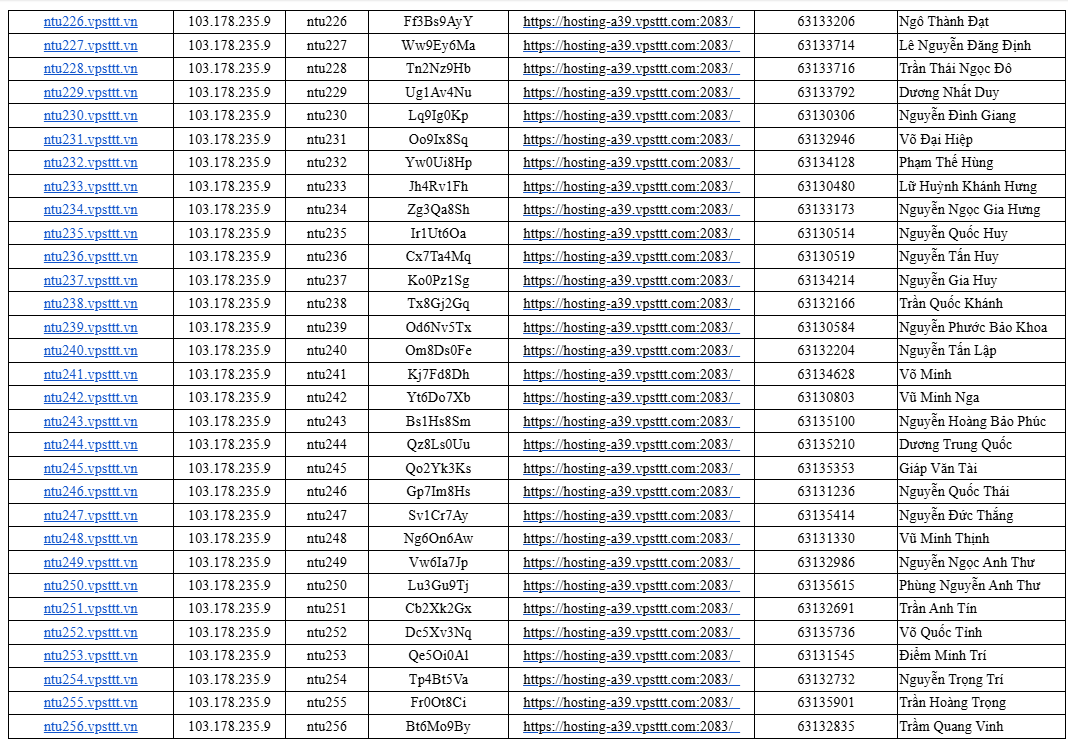 ntu226.vpsttt.vn 103.178.235.9 ntu226 Ff3Bs9AyY https://hosting-a39.vpsttt.com:2083/ 63133206 Ngô Thành Đạt
ntu227.vpsttt.vn 103.178.235.9 ntu227 Ww9Ey6Ma https://hosting-a39.vpsttt.com:2083/ 63133714 Lê Nguyễn Đăng Định
ntu228.vpsttt.vn 103.178.235.9 ntu228 Tn2Nz9Hb https://hosting-a39.vpsttt.com:2083/ 63133716 Trần Thái Ngọc Đô
ntu229.vpsttt.vn 103.178.235.9 ntu229 Ug1Av4Nu https://hosting-a39.vpsttt.com:2083/ 63133792 Dương Nhất Duy
ntu230.vpsttt.vn 103.178.235.9 ntu230 Lq9Ig0Kp https://hosting-a39.vpsttt.com:2083/ 63130306 Nguyễn Đình Giang
ntu231.vpsttt.vn 103.178.235.9 ntu231 Oo9Ix8Sq https://hosting-a39.vpsttt.com:2083/ 63132946 Võ Đại Hiệp
ntu232.vpsttt.vn 103.178.235.9 ntu232 Yw0Ui8Hp https://hosting-a39.vpsttt.com:2083/ 63134128 Phạm Thế Hùng
ntu233.vpsttt.vn 103.178.235.9 ntu233 Jh4Rv1Fh https://hosting-a39.vpsttt.com:2083/ 63130480 Lữ Huỳnh Khánh Hưng
ntu234.vpsttt.vn 103.178.235.9 ntu234 Zg3Qa8Sh https://hosting-a39.vpsttt.com:2083/ 63133173 Nguyễn Ngọc Gia Hưng
ntu235.vpsttt.vn 103.178.235.9 ntu235 Ir1Ut6Oa https://hosting-a39.vpsttt.com:2083/ 63130514 Nguyễn Quốc Huy
ntu236.vpsttt.vn 103.178.235.9 ntu236 Cx7Ta4Mq https://hosting-a39.vpsttt.com:2083/ 63130519 Nguyễn Tấn Huy
ntu237.vpsttt.vn 103.178.235.9 ntu237 Ko0Pz1Sg https://hosting-a39.vpsttt.com:2083/ 63134214 Nguyễn Gia Huy
ntu238.vpsttt.vn 103.178.235.9 ntu238 Tx8Gj2Gq https://hosting-a39.vpsttt.com:2083/ 63132166 Trần Quốc Khánh
ntu239.vpsttt.vn 103.178.235.9 ntu239 Od6Nv5Tx https://hosting-a39.vpsttt.com:2083/ 63130584 Nguyễn Phước Bảo Khoa
ntu240.vpsttt.vn 103.178.235.9 ntu240 Om8Ds0Fe https://hosting-a39.vpsttt.com:2083/ 63132204 Nguyễn Tấn Lập
ntu241.vpsttt.vn 103.178.235.9 ntu241 Kj7Fd8Dh https://hosting-a39.vpsttt.com:2083/ 63134628 Võ Minh
ntu242.vpsttt.vn 103.178.235.9 ntu242 Yt6Do7Xb https://hosting-a39.vpsttt.com:2083/ 63130803 Vũ Minh Nga
ntu243.vpsttt.vn 103.178.235.9 ntu243 Bs1Hs8Sm https://hosting-a39.vpsttt.com:2083/ 63135100 Nguyễn Hoàng Bảo Phúc
ntu244.vpsttt.vn 103.178.235.9 ntu244 Qz8Ls0Uu https://hosting-a39.vpsttt.com:2083/ 63135210 Dương Trung Quốc
ntu245.vpsttt.vn 103.178.235.9 ntu245 Qo2Yk3Ks https://hosting-a39.vpsttt.com:2083/ 63135353 Giáp Văn Tài
ntu246.vpsttt.vn 103.178.235.9 ntu246 Gp7Im8Hs https://hosting-a39.vpsttt.com:2083/ 63131236 Nguyễn Quốc Thái
ntu247.vpsttt.vn 103.178.235.9 ntu247 Sv1Cr7Ay https://hosting-a39.vpsttt.com:2083/ 63135414 Nguyễn Đức Thắng
ntu248.vpsttt.vn 103.178.235.9 ntu248 Ng6On6Aw https://hosting-a39.vpsttt.com:2083/ 63131330 Vũ Minh Thịnh
ntu249.vpsttt.vn 103.178.235.9 ntu249 Vw6Ia7Jp https://hosting-a39.vpsttt.com:2083/ 63132986 Nguyễn Ngọc Anh Thư
ntu250.vpsttt.vn 103.178.235.9 ntu250 Lu3Gu9Tj https://hosting-a39.vpsttt.com:2083/ 63135615 Phùng Nguyễn Anh Thư
ntu251.vpsttt.vn 103.178.235.9 ntu251 Cb2Xk2Gx https://hosting-a39.vpsttt.com:2083/ 63132691 Trần Anh Tín
ntu252.vpsttt.vn 103.178.235.9 ntu252 Dc5Xv3Nq https://hosting-a39.vpsttt.com:2083/ 63135736 Võ Quốc Tính
ntu253.vpsttt.vn 103.178.235.9 ntu253 Qe5Oi0Al https://hosting-a39.vpsttt.com:2083/ 63131545 Điểm Minh Trí
ntu254.vpsttt.vn 103.178.235.9 ntu254 Tp4Bt5Va https://hosting-a39.vpsttt.com:2083/ 63132732 Nguyễn Trọng Trí
ntu255.vpsttt.vn 103.178.235.9 ntu255 Fr0Ot8Ci https://hosting-a39.vpsttt.com:2083/ 63135901 Trần Hoàng Trọng
ntu256.vpsttt.vn 103.178.235.9 ntu256 Bt6Mo9By https://hosting-a39.vpsttt.com:2083/ 63132835 Trầm Quang Vinh